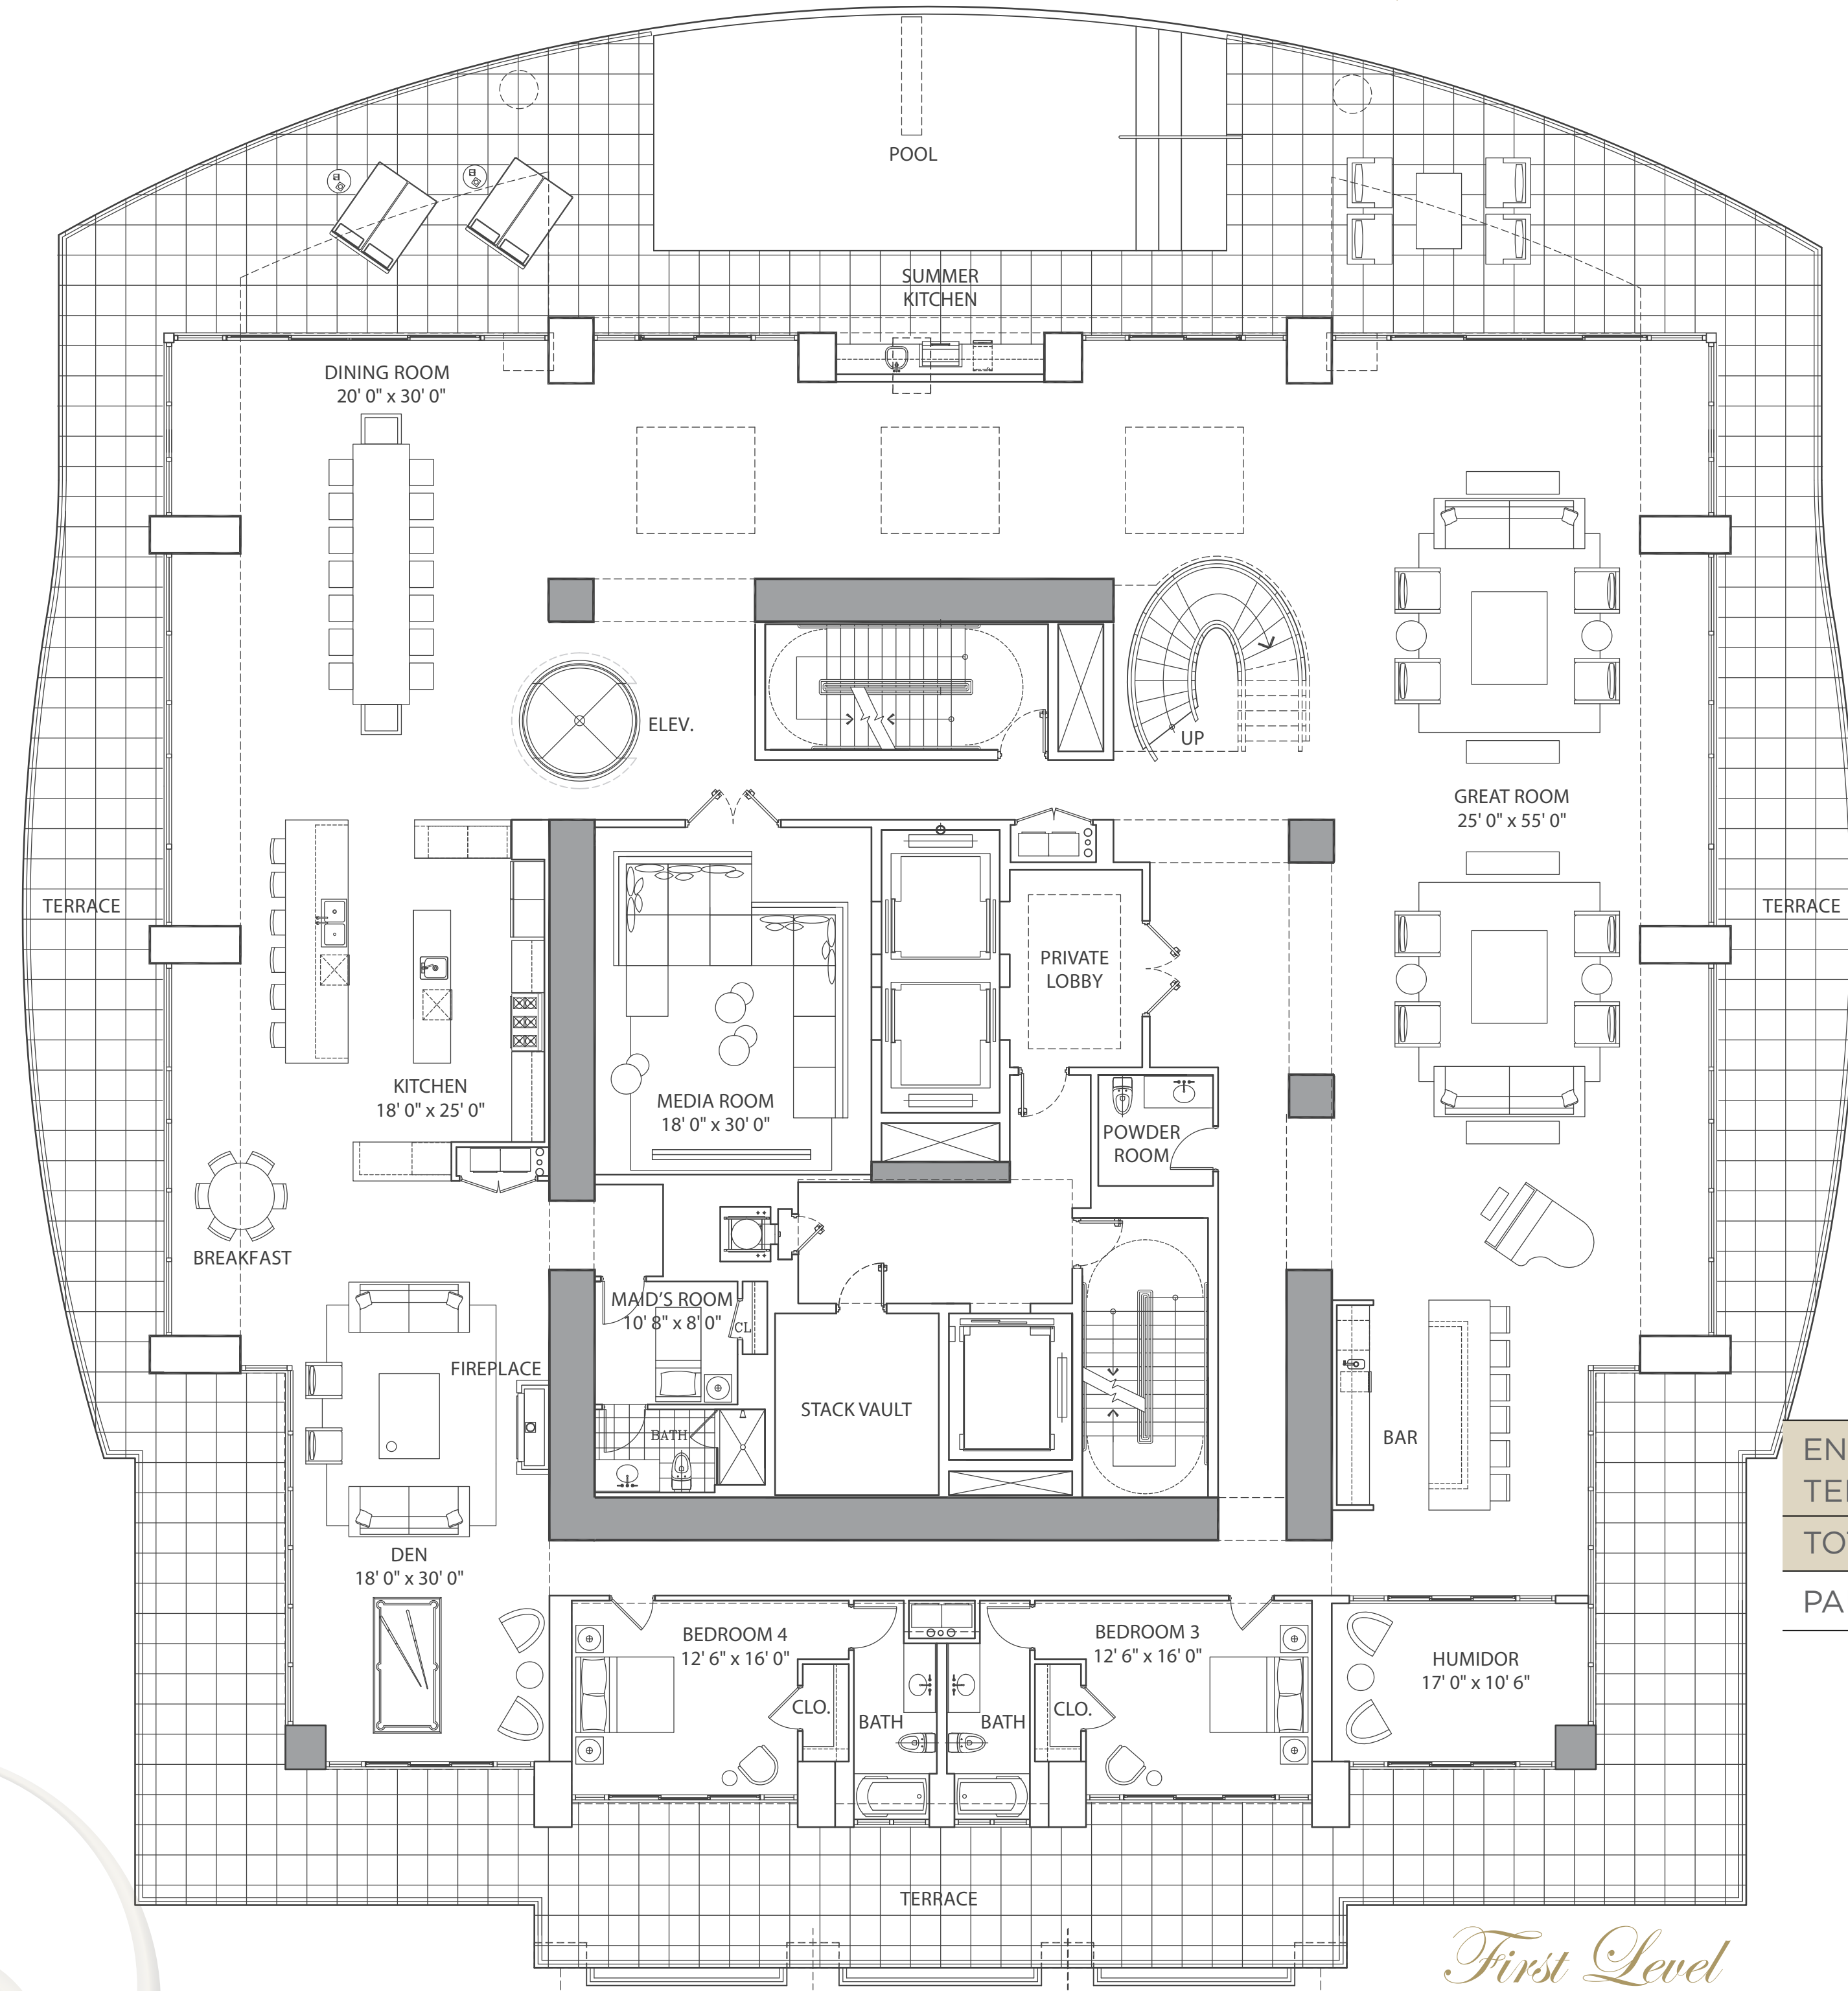 POOL
SUMMER
KITCHEN
DINING ROOM
20' 0" x 30' 0"
ELEV.
UP
GREAT ROOM
25' 0" x 55' 0"
TERRACE
TERRACE
PRIVATE
LOBBY
KITCHEN
18' 0" x 25' 0"
MEDIA ROOM
18' 0" x 30' 0"
POWDER
ROOM
BREAKFAST
MAID'S ROOM
10' 8" x 8' 0"
CL
FIREPLACE
STACK VAULT
BATH
BAR
DEN
18' 0" x 30' 0"
BEDROOM 4
12' 6" x 16' 0"
BEDROOM 3
12' 6" x 16' 0"
HUMIDOR
17' 0" x 10' 6"
CLO.
BATH
BATH
CLO.
TERRACE
EN
TE
TO
PA
First Level